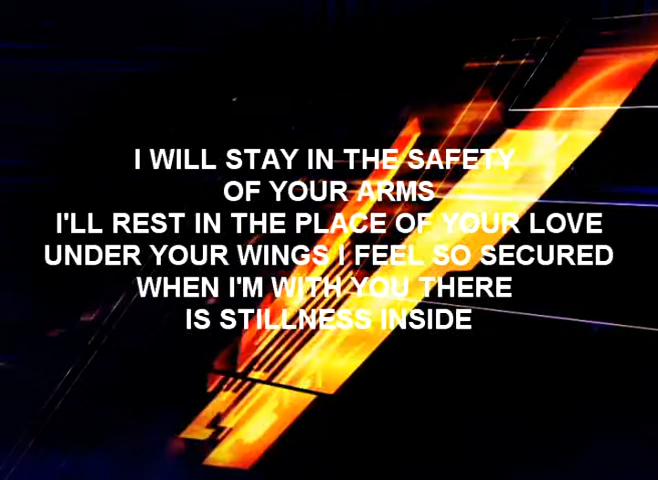 I WILL STAY IN THE SAFETY
OF YOUR ARMS
I'LL REST IN THE PLACE OF YOUR LOVE
UNDER YOUR WINGS I FEEL SO SECURED
WHEN I'M WITH YOU THERE
IS STILLNESS INSIDE